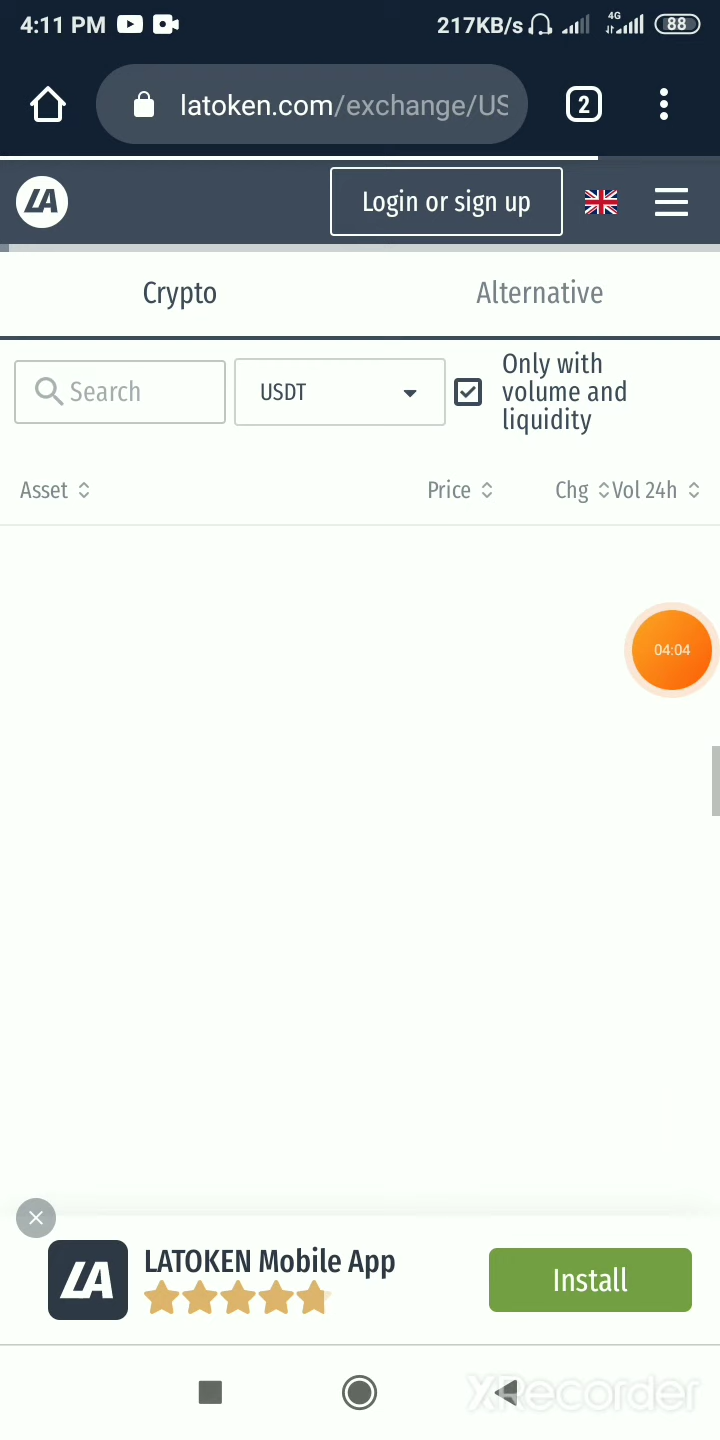 4:11 PM 217KB/s 4G 88
latoken.com/exchange/US 2
LA Login or sign up
Crypto Alternative
Search USDT Only with
volume and
liquidity
Asset Price Chg Vol 24h
04:04
LA LATOKEN Mobile App Install
XRecorder